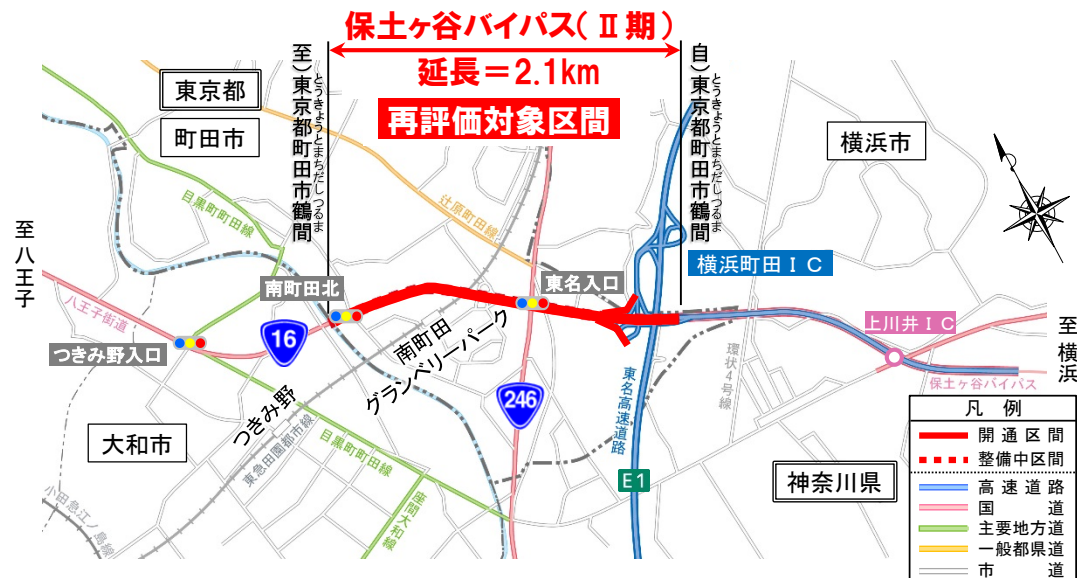 保土ヶ谷バイパス(Ⅱ期)
延長=2.1km
再評価対象区間
至)東京都町田市鶴間
とうきょうとまちだしつるま
自)東京都町田市鶴間
とうきょうとまちだしつるま
東京都
町田市
横浜市
目黒町町田線
辻原町田線
至八王子
横浜町田IC
南町田北
東名入口
八王子街道
16
つきみ野入口
南町田
グランベリーパーク
上川井IC
至横浜
環状4号線
保土ヶ谷バイパス
246
東名高速道路
つきみ野
東急田園都市線
大和市
目黒町町田線
座間大和線
小田急江ノ島線
E1
神奈川県
凡例
開通区間
整備中区間
高速道路
国道
主要地方道
一般都県道
市道